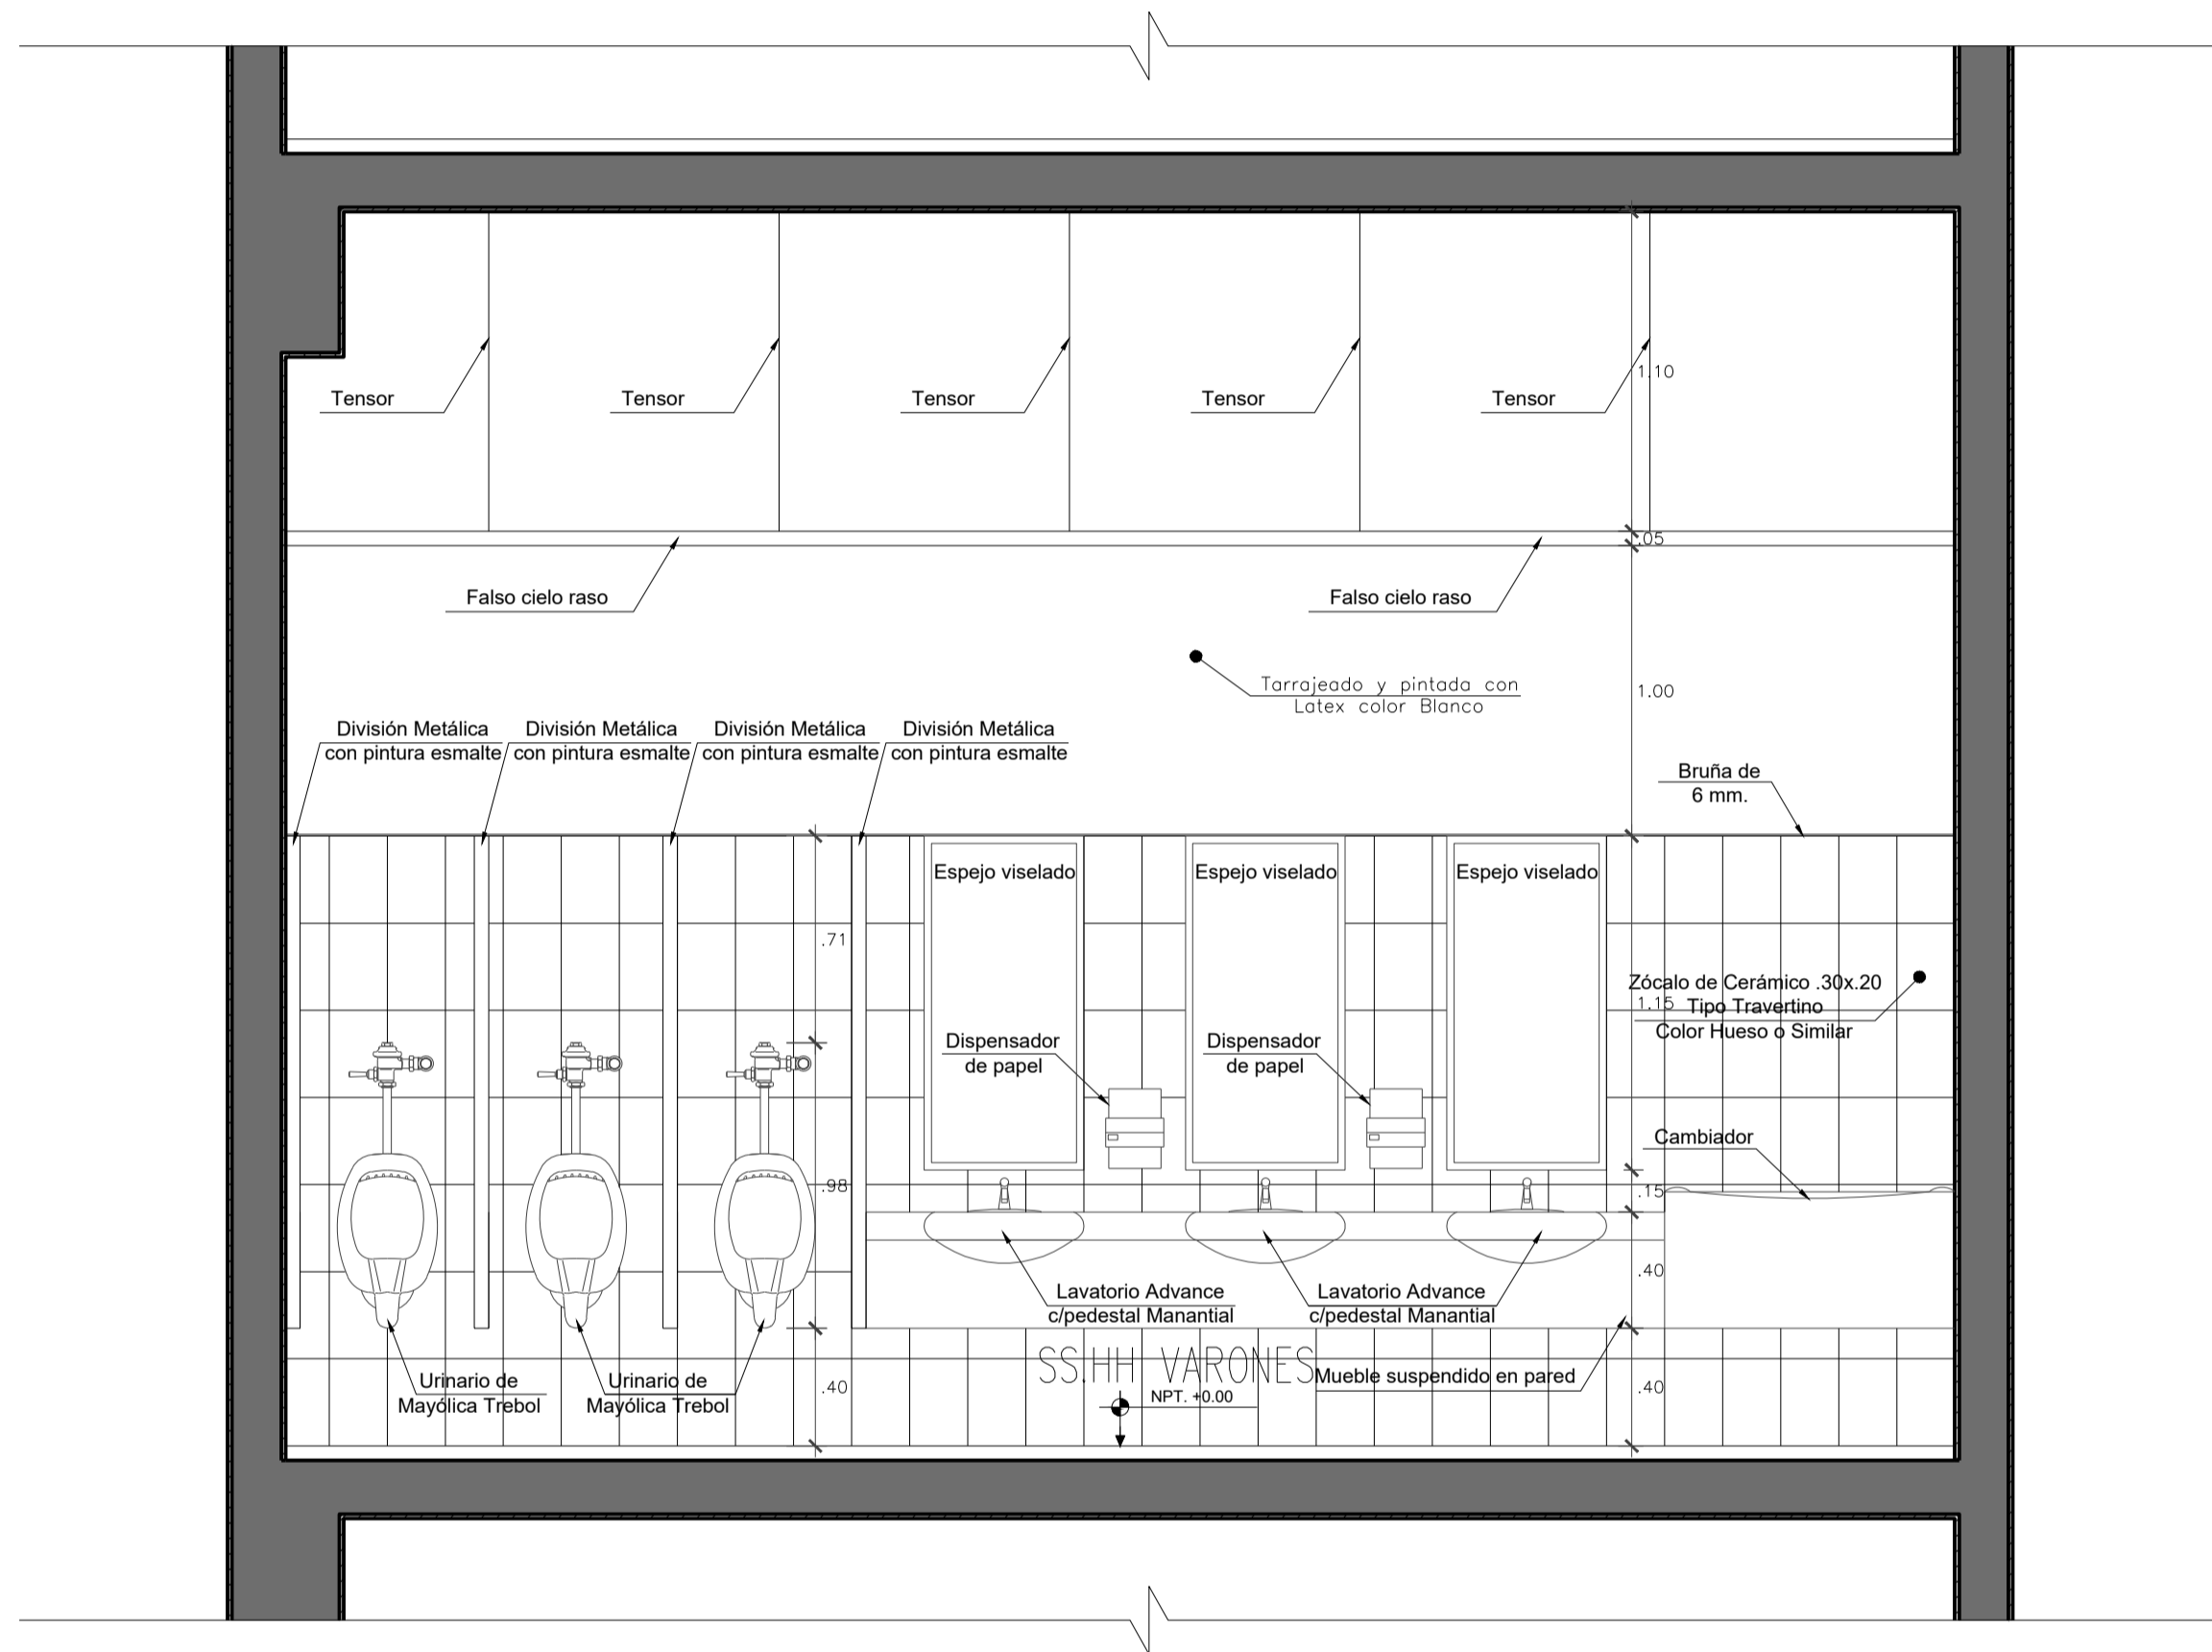 Tensor
Tensor
Tensor
Tensor
Tensor
1.10
.05
Falso cielo raso
Falso cielo raso
Tarrajeado y pintada con
Latex color Blanco
1.00
División Metálica
con pintura esmalte
División Metálica
con pintura esmalte
División Metálica
con pintura esmalte
División Metálica
con pintura esmalte
Bruña de
6 mm.
Espejo viselado
Espejo viselado
Espejo viselado
.71
Zócalo de Cerámico .30x.20
Tipo Travertino
Color Hueso o Similar
1.15
Dispensador
de papel
Dispensador
de papel
Cambiador
.98
.15
.40
Lavatorio Advance
c/pedestal Manantial
Lavatorio Advance
c/pedestal Manantial
SS.HH VARONES
NPT. +0.00
Mueble suspendido en pared
Urinario de
Mayólica Trebol
Urinario de
Mayólica Trebol
.40
.40